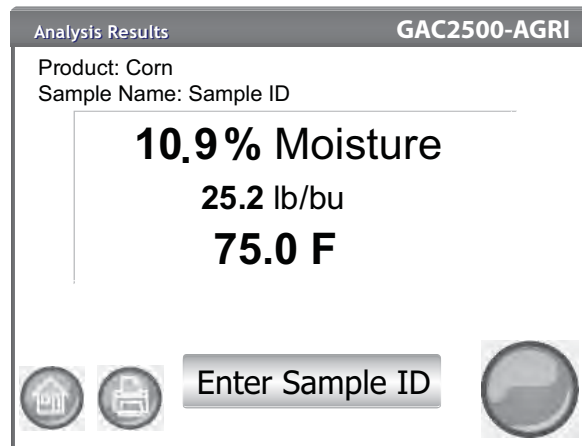 Analysis Results GAC2500-AGRI
Product: Corn
Sample Name: Sample ID
10.9% Moisture
25.2 lb/bu
75.0 F
Enter Sample ID